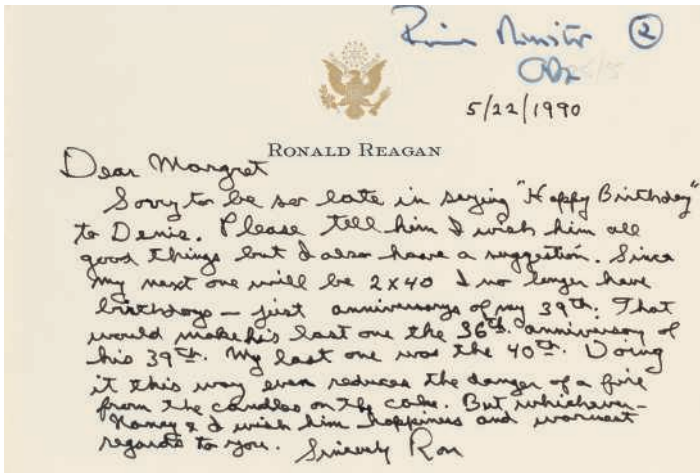 Prime Minister ②
5/22/1990
RONALD REAGAN
Dear Margret
Sorry to be so late in saying "Happy Birthday"
to Denis. Please tell him I wish him all
good things but I also have a suggestion. Since
my next one will be 2 x 40 I no longer have
birthdays – just anniversarys of my 39th. That
would make his last one the 36th anniversary of
his 39th. My last one was the 40th. Doing
it this way even reduces the danger of a fire
from the candles on the cake. But whichever –
Nancy & I wish him happiness and warmest
regards to you. Sincerely Ron